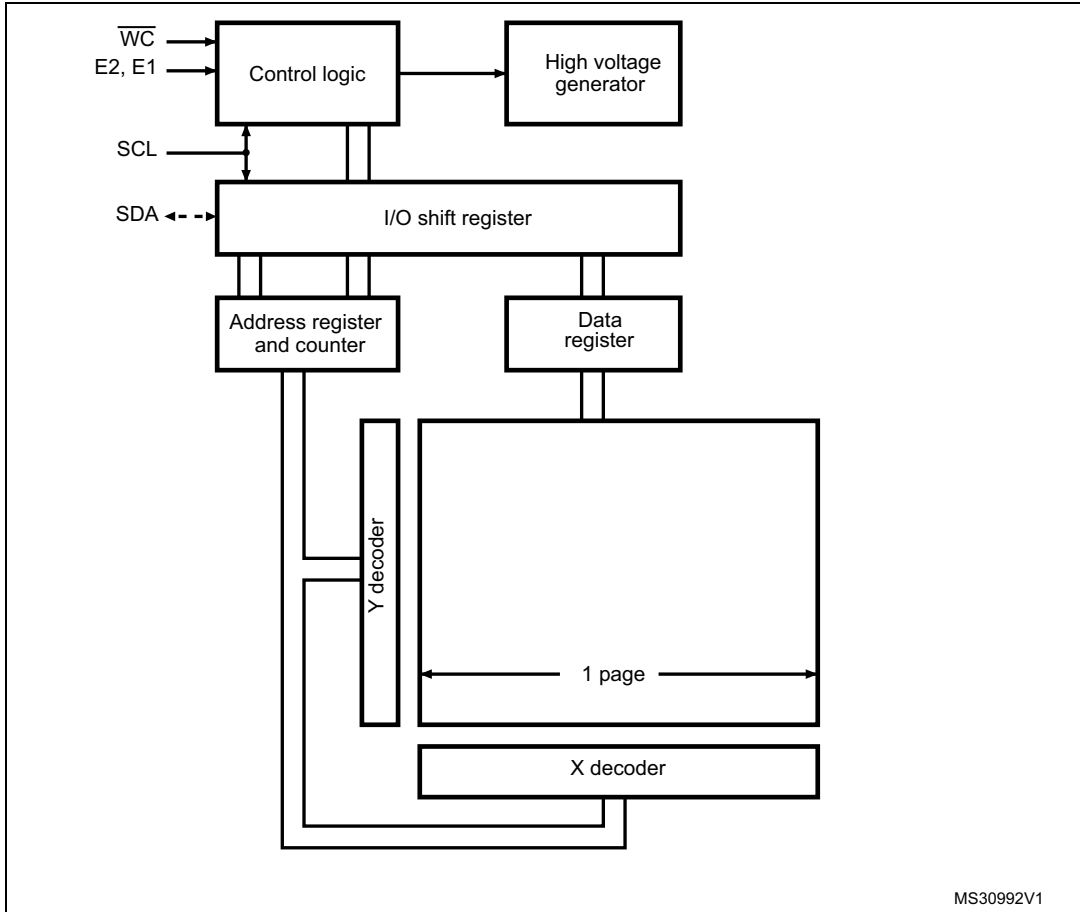 W̅C̅
E2, E1
Control logic
High voltage
generator
SCL
SDA
I/O shift register
Address register
and counter
Data
register
Y decoder
1 page
X decoder
MS30992V1